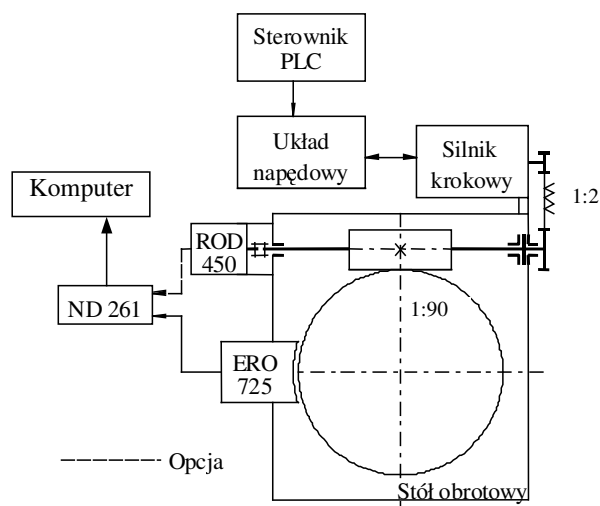 Sterownik
PLC
Układ
napędowy
Silnik
krokowy
1:2
Komputer
ROD
450
ND 261
1:90
ERO
725
Opcja
Stół obrotowy